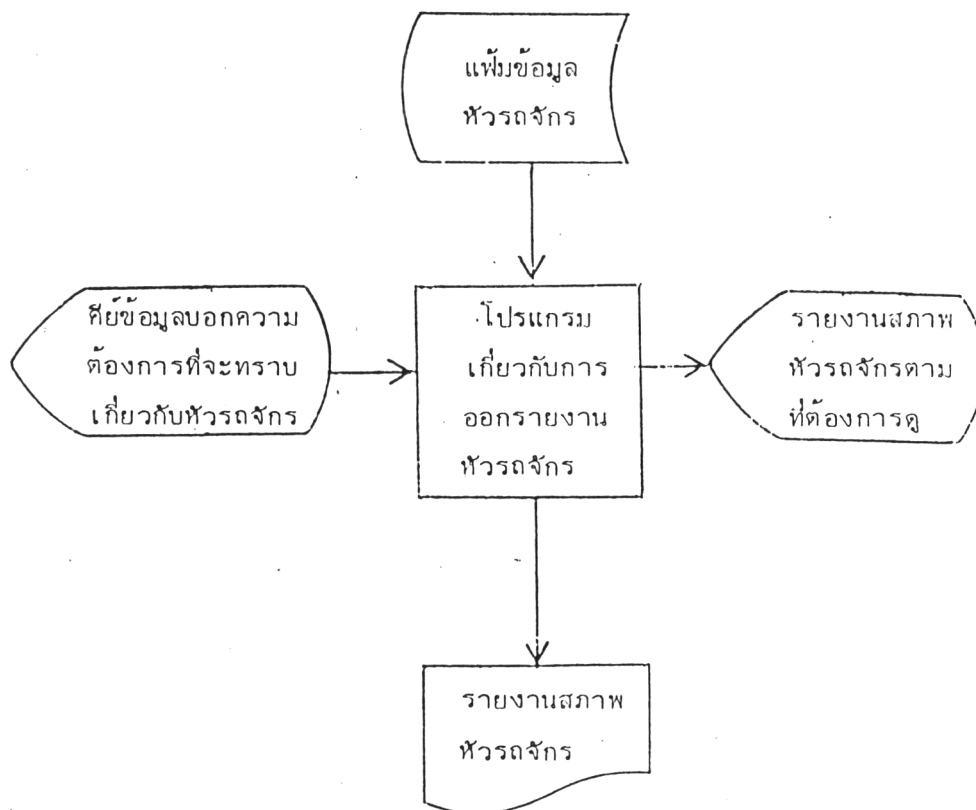 แฟ้มข้อมูล
หัวรถจักร
คีย์ข้อมูลบอกความ
ต้องการที่จะทราบ
เกี่ยวกับหัวรถจักร
โปรแกรม
เกี่ยวกับการ
ออกรายงาน
หัวรถจักร
รายงานสภาพ
หัวรถจักรตาม
ที่ต้องการดู
รายงานสภาพ
หัวรถจักร